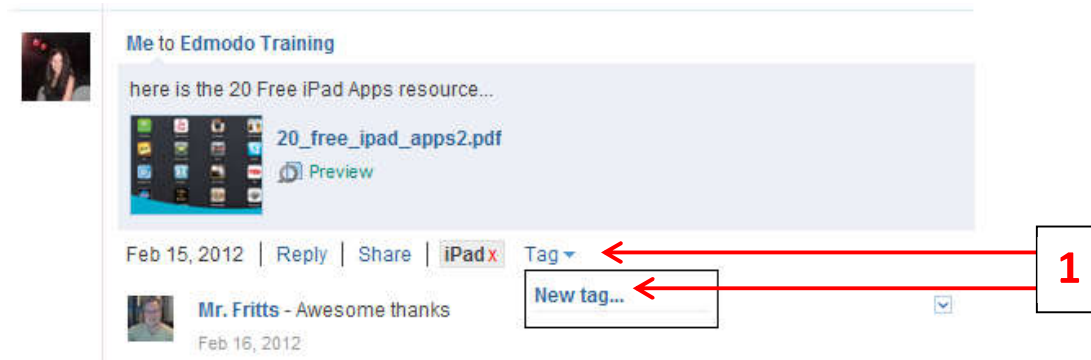 Me to Edmodo Training
here is the 20 Free iPad Apps resource...
20_free_ipad_apps2.pdf
Preview
Feb 15, 2012 | Reply | Share | iPad x Tag
1
New tag...
Mr. Fritts - Awesome thanks
Feb 16, 2012